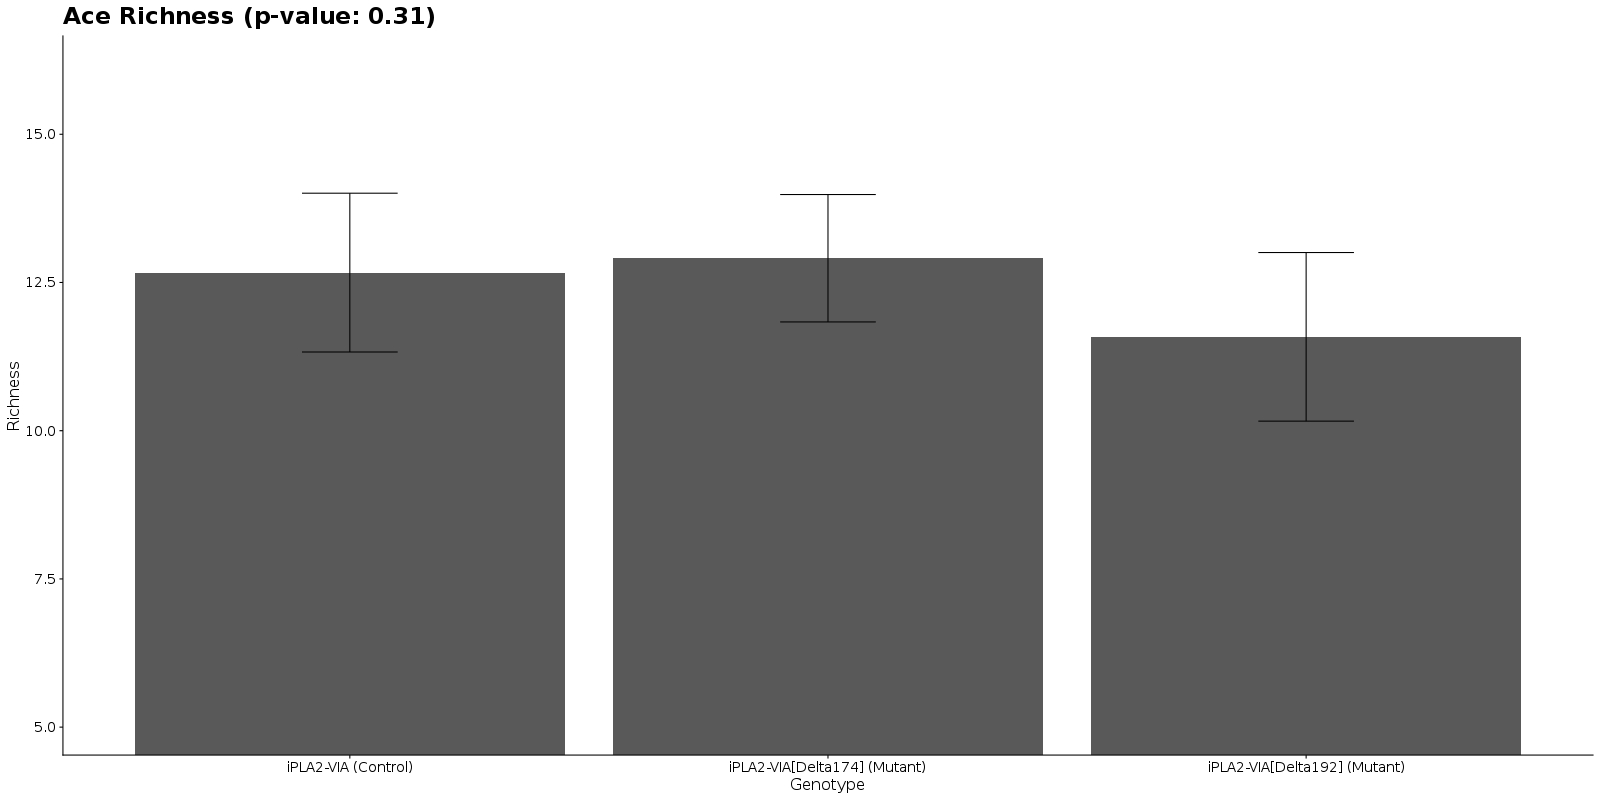 Ace Richness (p-value: 0.31)
Richness
15.0
12.5
10.0
7.5
5.0
iPLA2-VIA (Control)
iPLA2-VIA[Delta174] (Mutant)
iPLA2-VIA[Delta192] (Mutant)
Genotype